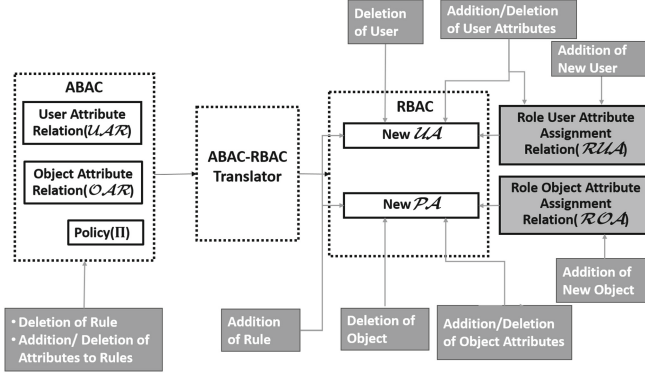 Deletion
of User
Addition/Deletion
of User Attributes
Addition of
New User
ABAC
User Attribute
Relation(𝒰𝒜ℛ)
Object Attribute
Relation(𝒪𝒜ℛ)
Policy(Π)
ABAC-RBAC
Translator
RBAC
New 𝒰𝒜
New 𝒫𝒜
Role User Attribute
Assignment
Relation(ℛ𝒰𝒜)
Role Object Attribute
Assignment
Relation(ℛ𝒪𝒜)
• Deletion of Rule
• Addition/ Deletion of
Attributes to Rules
Addition
of Rule
Deletion of
Object
Addition/Deletion
of Object Attributes
Addition of
New Object